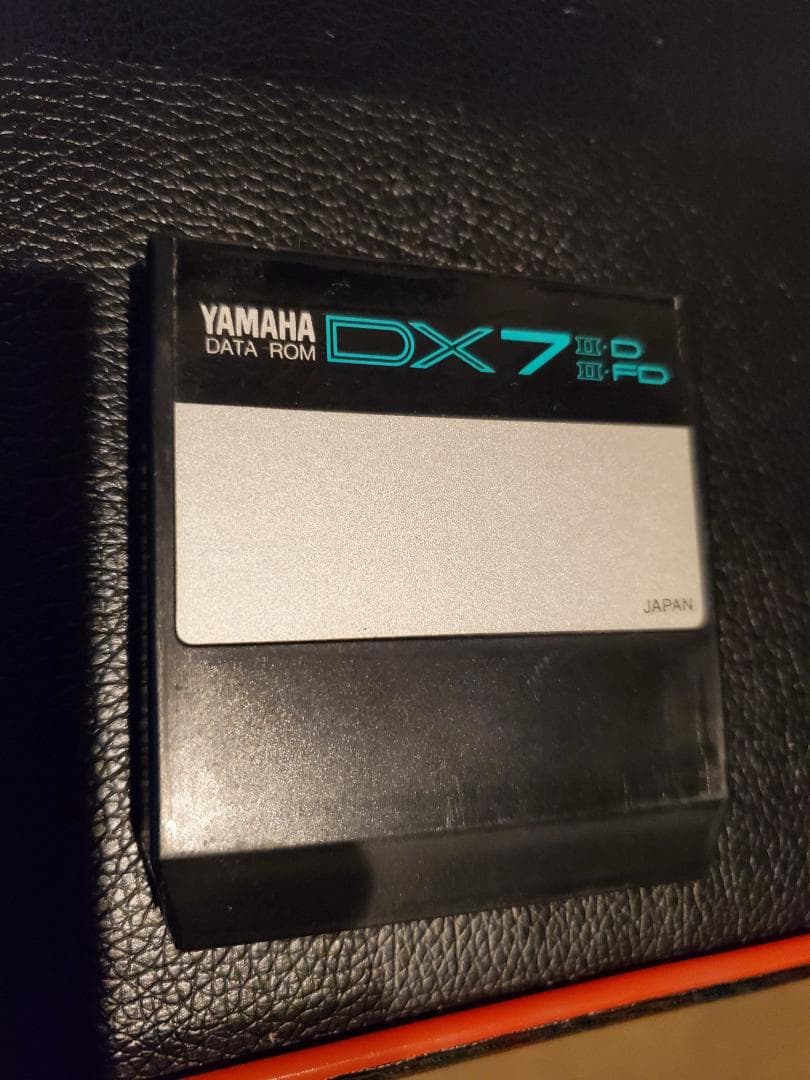 YAMAHA
DATA ROM
DX7
II·D
II·FD
JAPAN